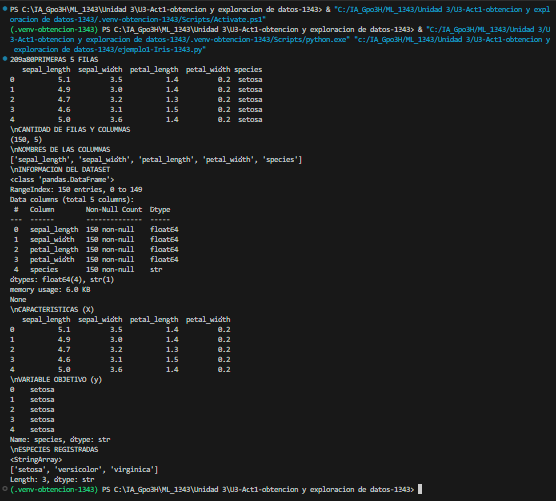 PS C:\IA_Gpo3H\ML_1343\Unidad 3\U3-Act1-obtencion y exploracion de datos-1343> & "C:/IA_Gpo3H/ML_1343/Unidad 3/U3-Act1-obtencion y expl
oracion de datos-1343/.venv-obtencion-1343/Scripts/Activate.ps1"
(.venv-obtencion-1343) PS C:\IA_Gpo3H\ML_1343\Unidad 3\U3-Act1-obtencion y exploracion de datos-1343> & "C:/IA_Gpo3H/ML_1343/Unidad 3/U
3-Act1-obtencion y exploracion de datos-1343/.venv-obtencion-1343/Scripts/python.exe" "c:/IA_Gpo3H/ML_1343/Unidad 3/U3-Act1-obtencion y
exploracion de datos-1343/ejemplo1-Iris-1343.py"
209a80PRIMERAS 5 FILAS
sepal_length sepal_width petal_length petal_width species
0 5.1 3.5 1.4 0.2 setosa
1 4.9 3.0 1.4 0.2 setosa
2 4.7 3.2 1.3 0.2 setosa
3 4.6 3.1 1.5 0.2 setosa
4 5.0 3.6 1.4 0.2 setosa
\nCANTIDAD DE FILAS Y COLUMNAS
(150, 5)
\nNOMBRES DE LAS COLUMNAS
['sepal_length', 'sepal_width', 'petal_length', 'petal_width', 'species']
\nINFORMACION DEL DATASET
<class 'pandas.DataFrame'>
RangeIndex: 150 entries, 0 to 149
Data columns (total 5 columns):
# Column Non-Null Count Dtype
--- ------ -------------- -----
0 sepal_length 150 non-null float64
1 sepal_width 150 non-null float64
2 petal_length 150 non-null float64
3 petal_width 150 non-null float64
4 species 150 non-null str
dtypes: float64(4), str(1)
memory usage: 6.0 KB
None
\nCARACTERISTICAS (X)
sepal_length sepal_width petal_length petal_width
0 5.1 3.5 1.4 0.2
1 4.9 3.0 1.4 0.2
2 4.7 3.2 1.3 0.2
3 4.6 3.1 1.5 0.2
4 5.0 3.6 1.4 0.2
\nVARIABLE OBJETIVO (y)
0 setosa
1 setosa
2 setosa
3 setosa
4 setosa
Name: species, dtype: str
\nESPECIES REGISTRADAS
<StringArray>
['setosa', 'versicolor', 'virginica']
Length: 3, dtype: str
(.venv-obtencion-1343) PS C:\IA_Gpo3H\ML_1343\Unidad 3\U3-Act1-obtencion y exploracion de datos-1343>